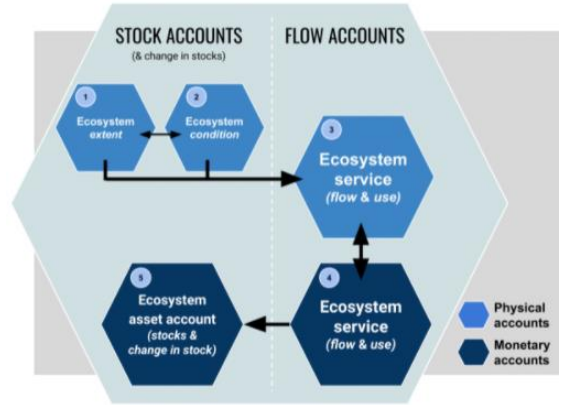 STOCK ACCOUNTS
(& change in stocks)
FLOW ACCOUNTS
1
Ecosystem
extent
2
Ecosystem
condition
3
Ecosystem
service
(flow & use)
5
Ecosystem
asset account
(stocks &
change in stock)
4
Ecosystem
service
(flow & use)
Physical
accounts
Monetary
accounts